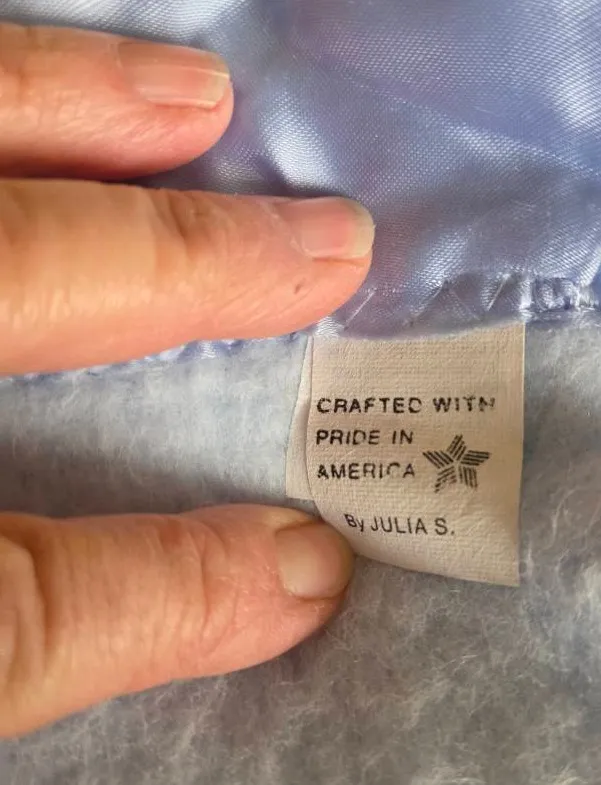 CRAFTED WITH
PRIDE IN
AMERICA
By JULIA S.